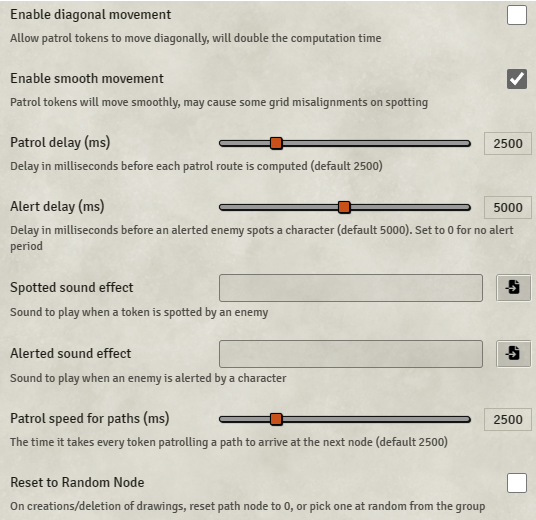 Enable diagonal movement
Allow patrol tokens to move diagonally, will double the computation time
Enable smooth movement
Patrol tokens will move smoothly, may cause some grid misalignments on spotting
Patrol delay (ms)
2500
Delay in milliseconds before each patrol route is computed (default 2500)
Alert delay (ms)
5000
Delay in milliseconds before an alerted enemy spots a character (default 5000). Set to 0 for no alert
period
Spotted sound effect
Sound to play when a token is spotted by an enemy
Alerted sound effect
Sound to play when an enemy is alerted by a character
Patrol speed for paths (ms)
2500
The time it takes every token patrolling a path to arrive at the next node (default 2500)
Reset to Random Node
On creations/deletion of drawings, reset path node to 0, or pick one at random from the group